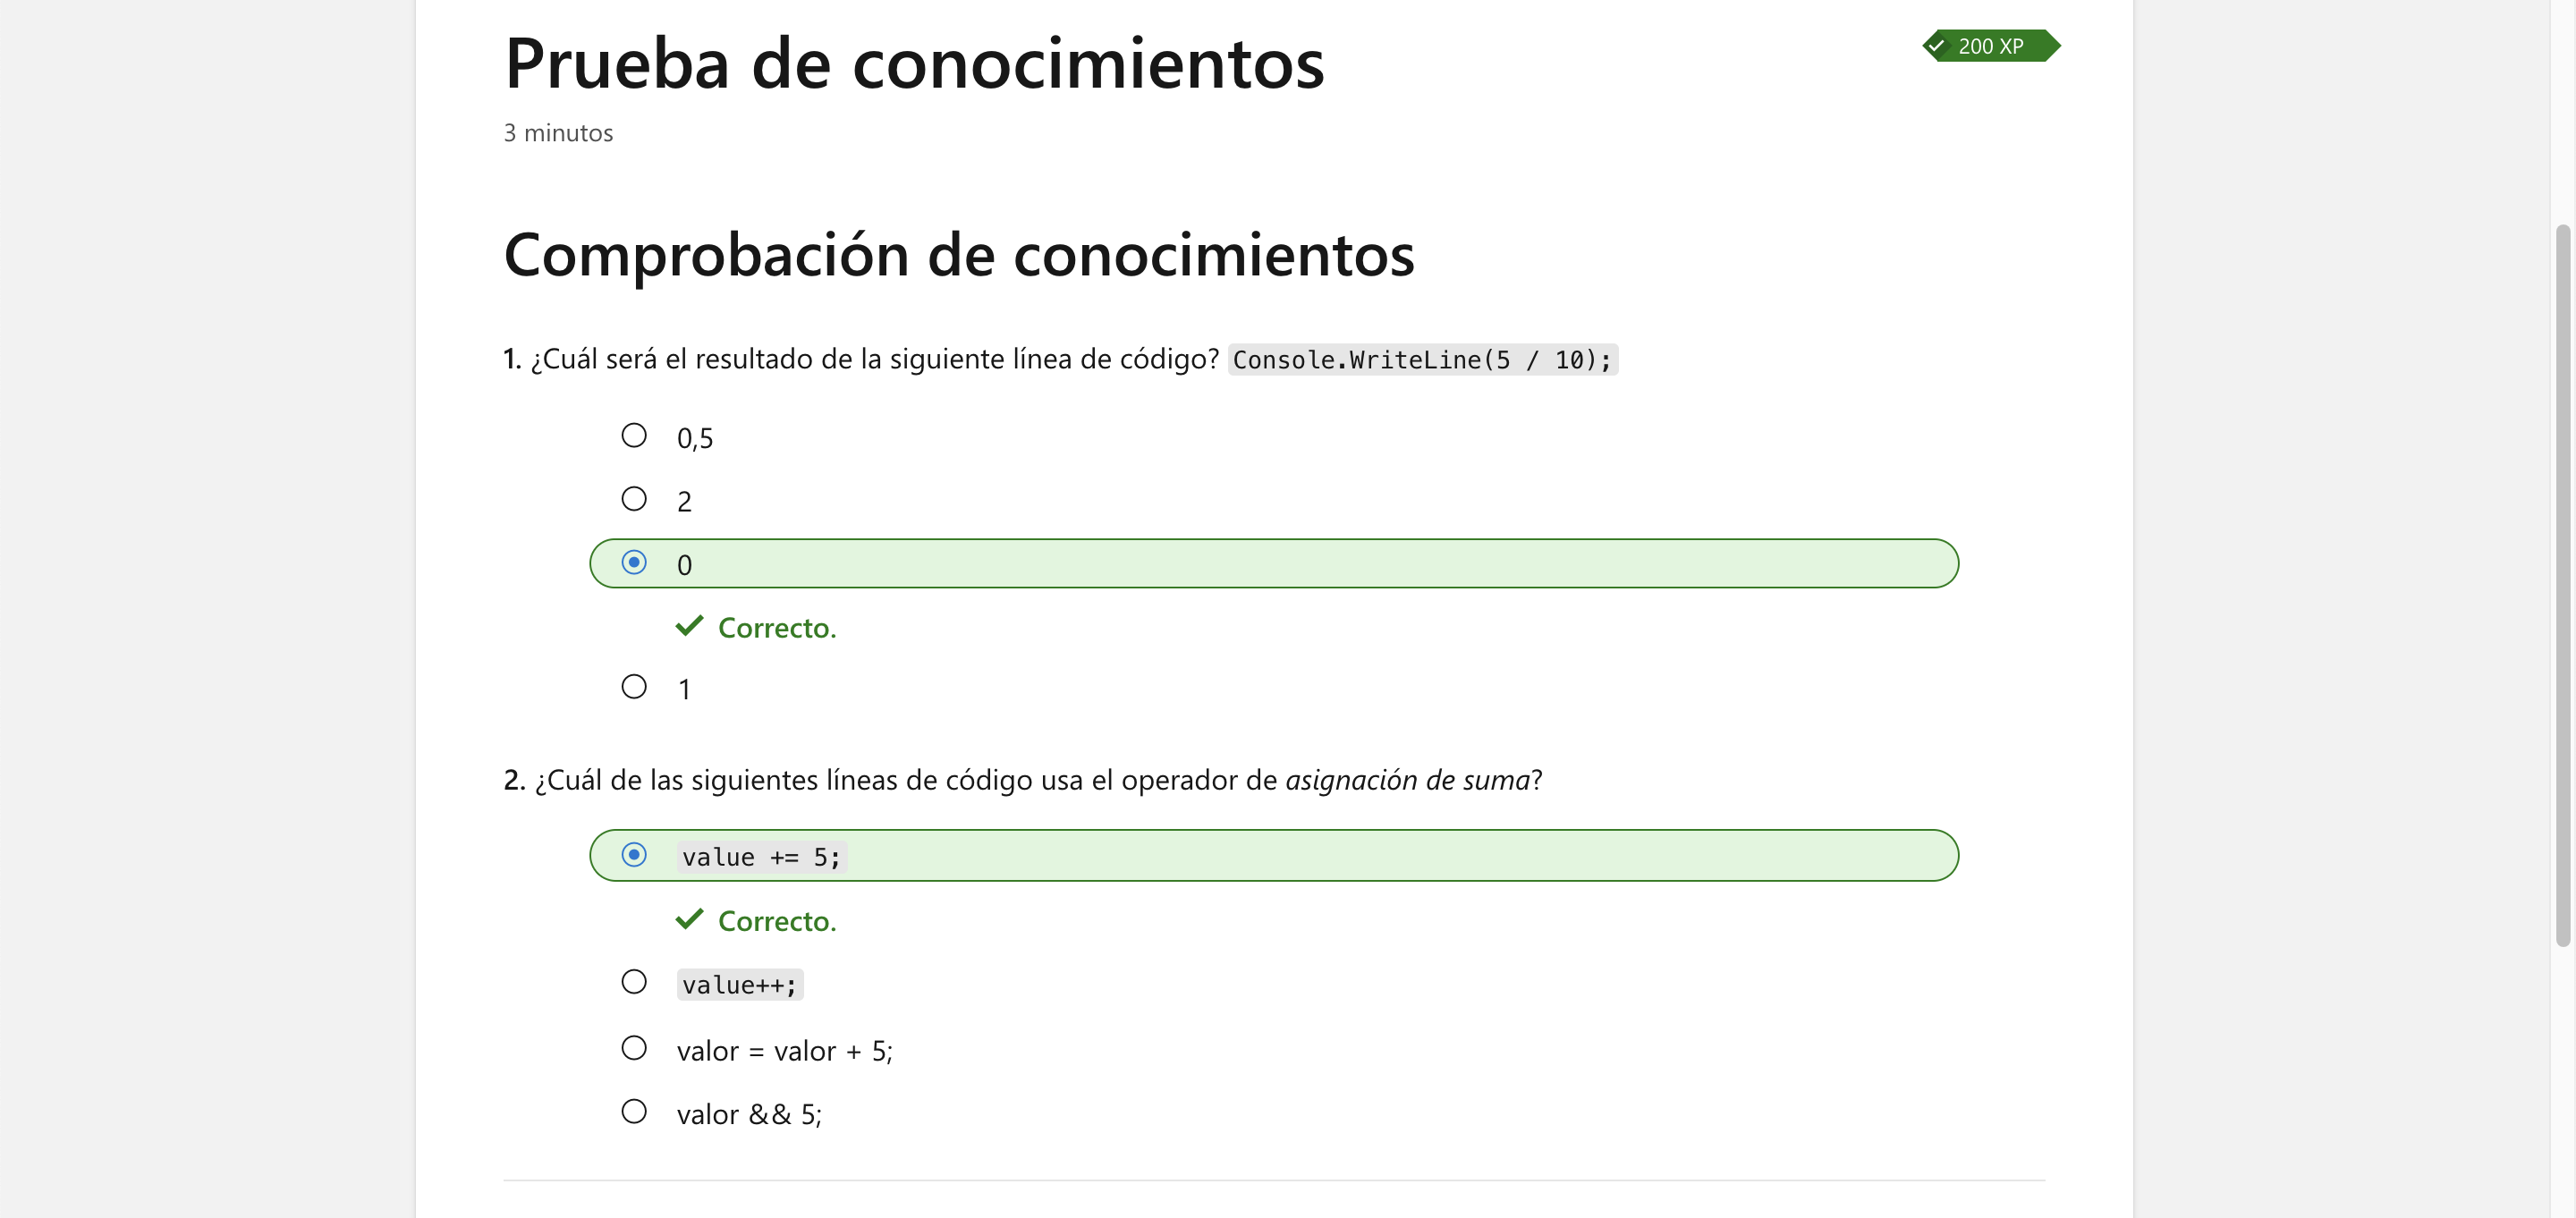 Prueba de conocimientos
200 XP
3 minutos
Comprobación de conocimientos
1. ¿Cuál será el resultado de la siguiente línea de código? Console.WriteLine(5 / 10);
0,5
2
0
Correcto.
1
2. ¿Cuál de las siguientes líneas de código usa el operador de asignación de suma?
value += 5;
Correcto.
value++;
valor = valor + 5;
valor && 5;